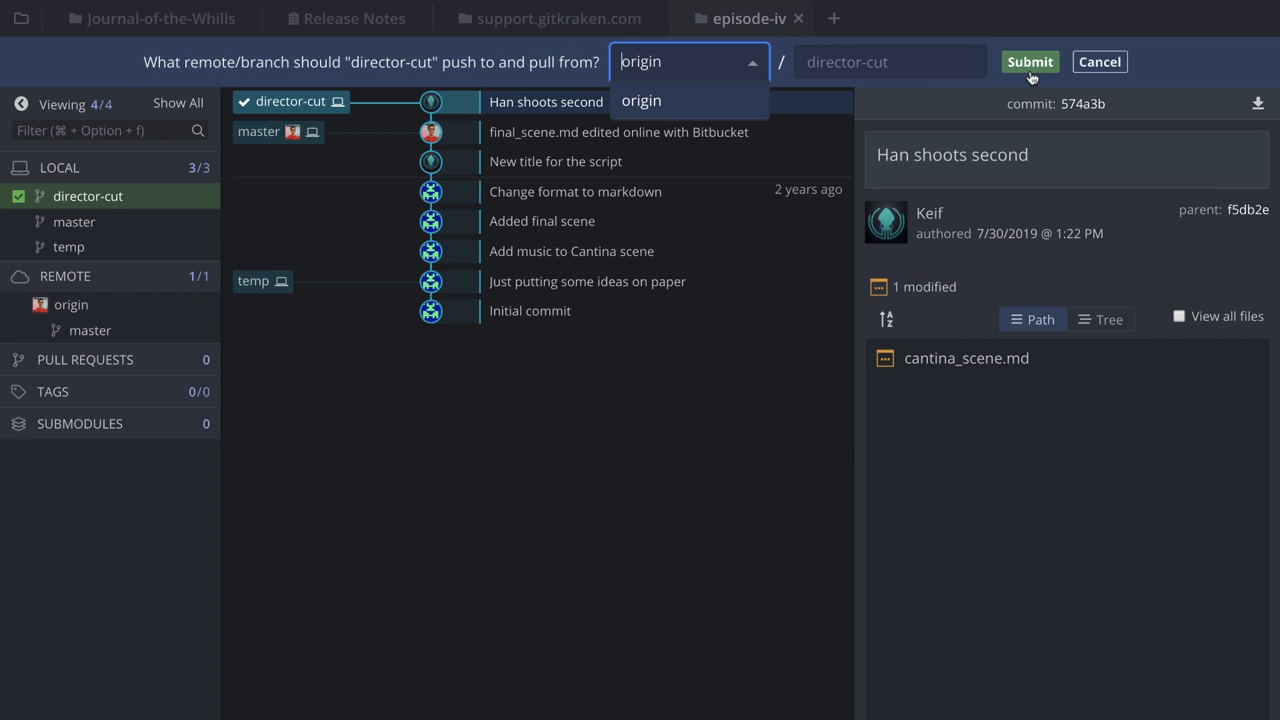 Journal-of-the-Whills
Release Notes
support.gitkraken.com
episode-iv
What remote/branch should "director-cut" push to and pull from?
origin
/
director-cut
Submit
Cancel
origin
Viewing 4/4
Show All
Filter (⌘ + Option + f)
LOCAL 3/3
director-cut
master
temp
REMOTE 1/1
origin
master
PULL REQUESTS 0
TAGS 0/0
SUBMODULES 0
director-cut
Han shoots second
master
final_scene.md edited online with Bitbucket
New title for the script
Change format to markdown
2 years ago
Added final scene
Add music to Cantina scene
temp
Just putting some ideas on paper
Initial commit
commit: 574a3b
Han shoots second
Keif
authored 7/30/2019 @ 1:22 PM
parent: f5db2e
1 modified
A
Z
Path
Tree
View all files
cantina_scene.md